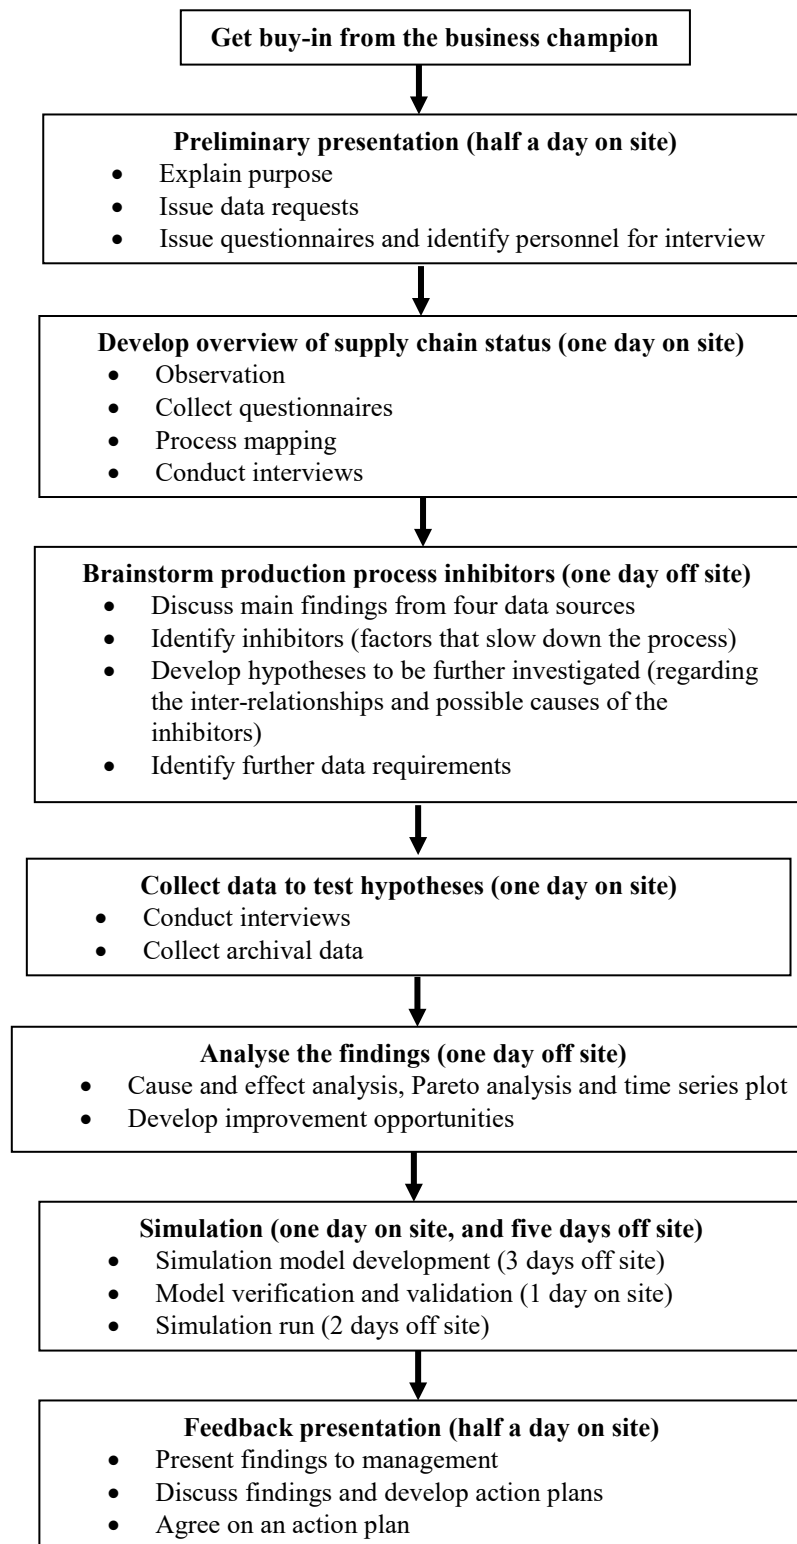 Get buy-in from the business champion
Preliminary presentation (half a day on site)
• Explain purpose
• Issue data requests
• Issue questionnaires and identify personnel for interview
Develop overview of supply chain status (one day on site)
• Observation
• Collect questionnaires
• Process mapping
• Conduct interviews
Brainstorm production process inhibitors (one day off site)
• Discuss main findings from four data sources
• Identify inhibitors (factors that slow down the process)
• Develop hypotheses to be further investigated (regarding
the inter-relationships and possible causes of the
inhibitors)
• Identify further data requirements
Collect data to test hypotheses (one day on site)
• Conduct interviews
• Collect archival data
Analyse the findings (one day off site)
• Cause and effect analysis, Pareto analysis and time series plot
• Develop improvement opportunities
Simulation (one day on site, and five days off site)
• Simulation model development (3 days off site)
• Model verification and validation (1 day on site)
• Simulation run (2 days off site)
Feedback presentation (half a day on site)
• Present findings to management
• Discuss findings and develop action plans
• Agree on an action plan